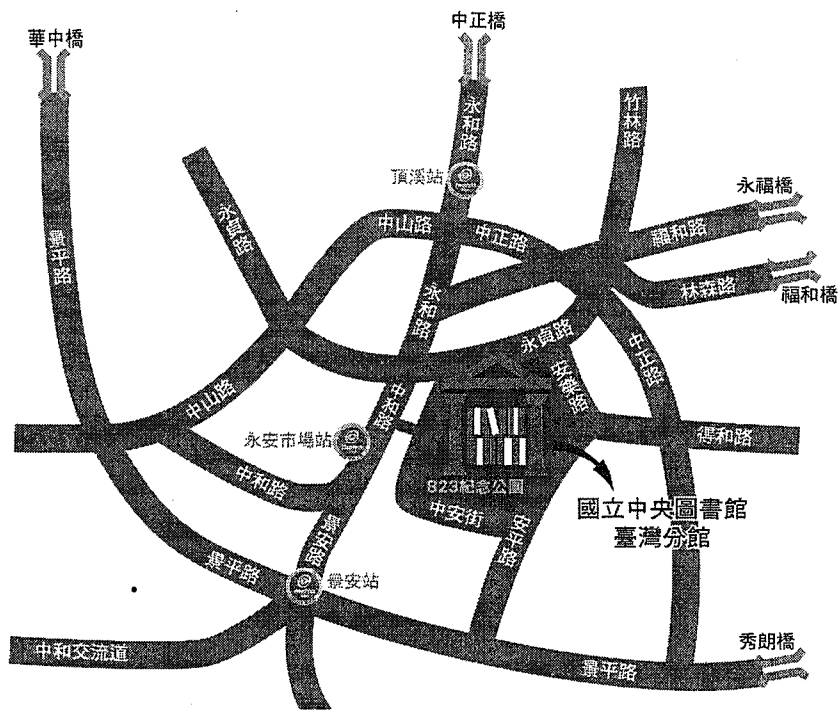 華中橋
中正橋
永和路
竹林路
頂溪站
永福橋
永貞路
中山路
中正路
福和路
景平路
林森路
福和橋
永和路
永貞路
中正路
安樂路
中山路
中和路
永安市場站
得和路
中和路
823紀念公園
中安街
國立中央圖書館
臺灣分館
景安路
安平路
景平路
景安站
中和交流道
景平路
秀朗橋